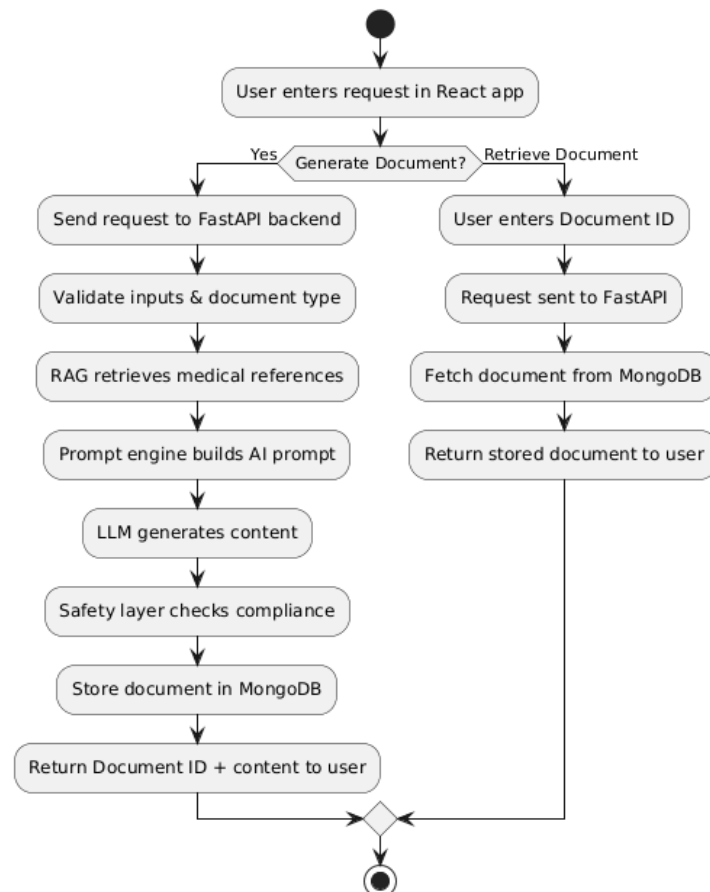 User enters request in React app
Generate Document?
Yes
Retrieve Document
Send request to FastAPI backend
Validate inputs & document type
RAG retrieves medical references
Prompt engine builds AI prompt
LLM generates content
Safety layer checks compliance
Store document in MongoDB
Return Document ID + content to user
User enters Document ID
Request sent to FastAPI
Fetch document from MongoDB
Return stored document to user